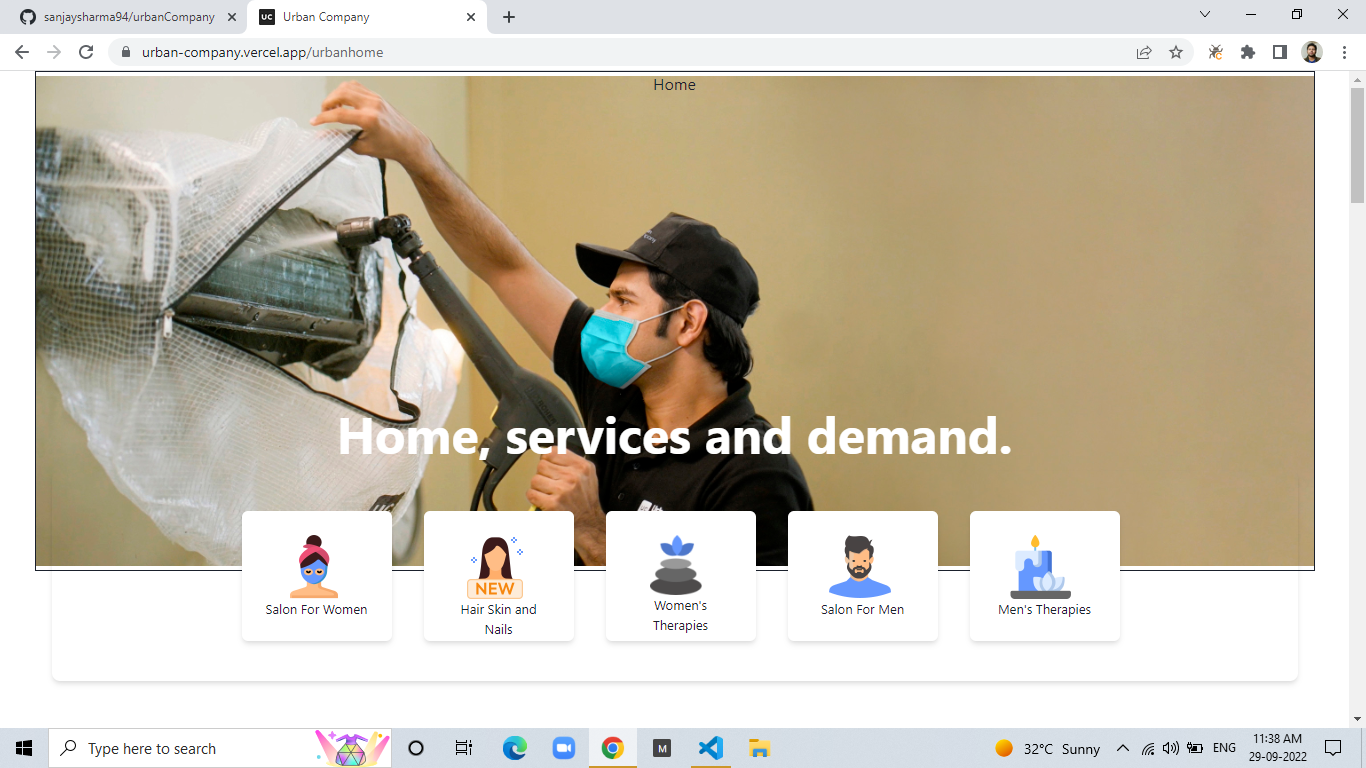 sanjaysharma94/urbanCompany
UC
Urban Company
urban-company.vercel.app/urbanhome
Home
Home, services and demand.
UC
Salon For Women
NEW
Hair Skin and
Nails
Women's
Therapies
Salon For Men
Men's Therapies
Type here to search
M
32°C Sunny
ENG
11:38 AM
29-09-2022